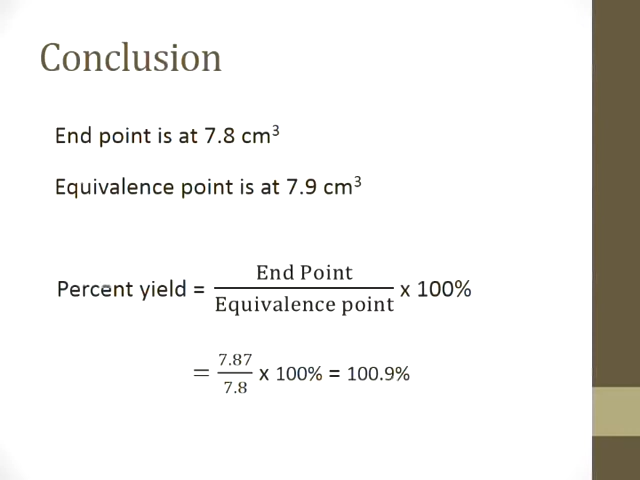 Conclusion
End point is at 7.8 cm³
Equivalence point is at 7.9 cm³
End Point
Percent yield = ――― x 100%
Equivalence point
7.87
= ― x 100% = 100.9%
7.8